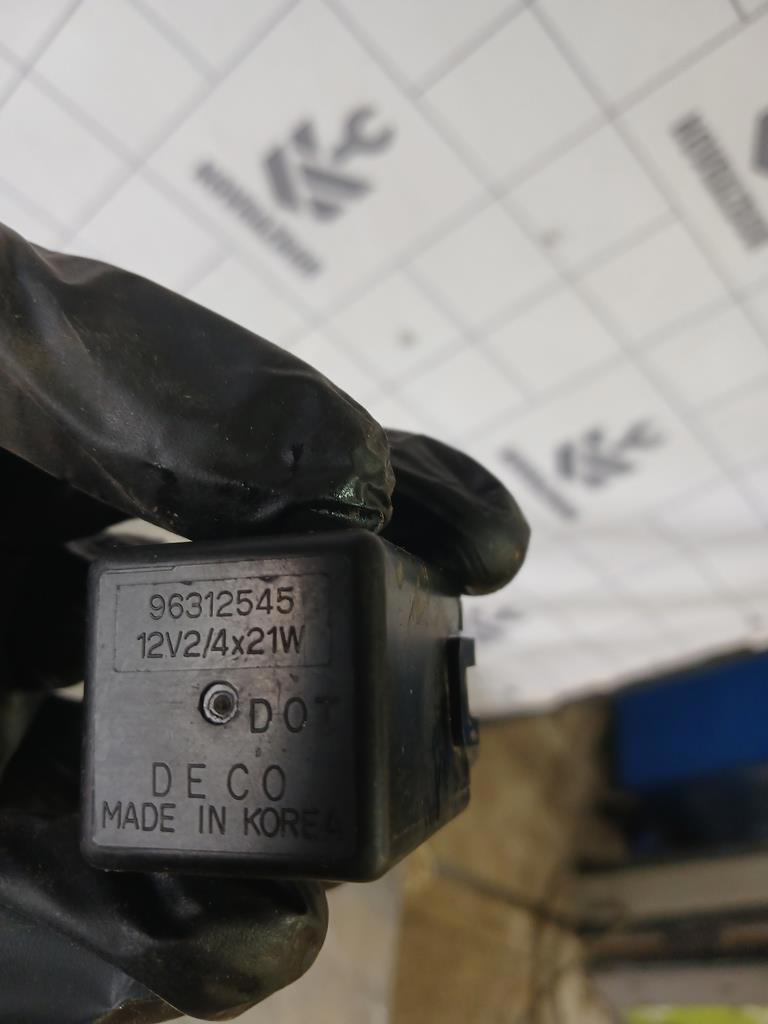 96312545
12V2/4x21W
DOT
DECO
MADE IN KOREA